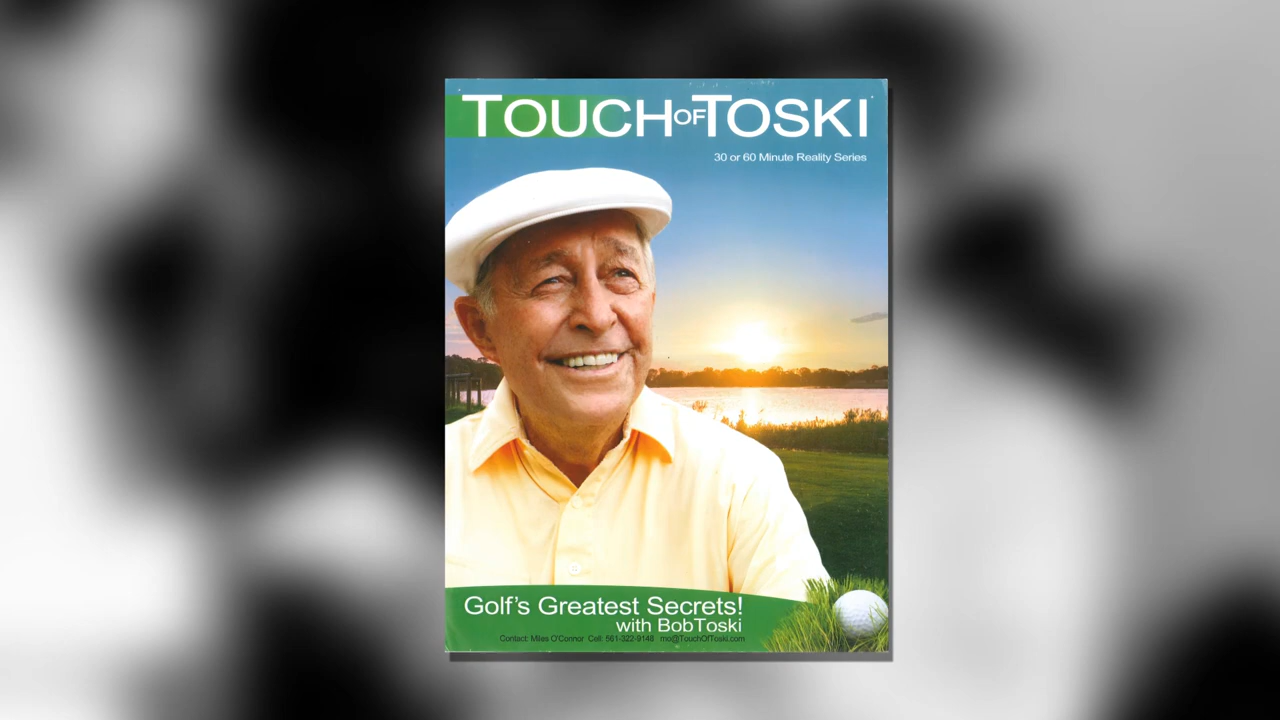 TOUCH OF TOSKI
30 or 60 Minute Reality Series
Golf's Greatest Secrets!
with BobToski
Contact: Miles O'Connor Cell: 561-322-9148 mo@TouchOfToski.com